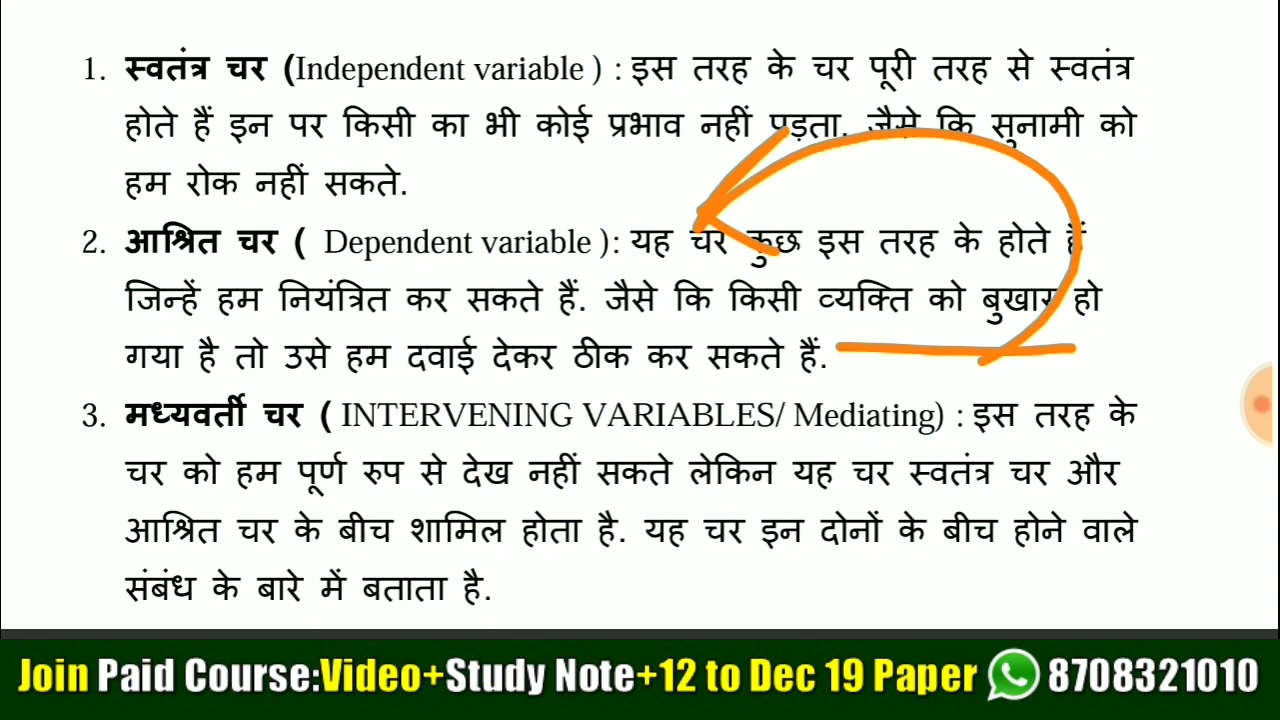 1. स्वतंत्र चर (Independent variable ) : इस तरह के चर पूरी तरह से स्वतंत्र
होते हैं इन पर किसी का भी कोई प्रभाव नहीं पड़ता. जैसे कि सुनामी को
हम रोक नहीं सकते.
2. आश्रित चर ( Dependent variable ): यह चर कुछ इस तरह के होते हैं
जिन्हें हम नियंत्रित कर सकते हैं. जैसे कि किसी व्यक्ति को बुखार हो
गया है तो उसे हम दवाई देकर ठीक कर सकते हैं.
3. मध्यवर्ती चर ( INTERVENING VARIABLES/ Mediating) : इस तरह के
चर को हम पूर्ण रुप से देख नहीं सकते लेकिन यह चर स्वतंत्र चर और
आश्रित चर के बीच शामिल होता है. यह चर इन दोनों के बीच होने वाले
संबंध के बारे में बताता है.
Join Paid Course:Video+Study Note+12 to Dec 19 Paper 8708321010